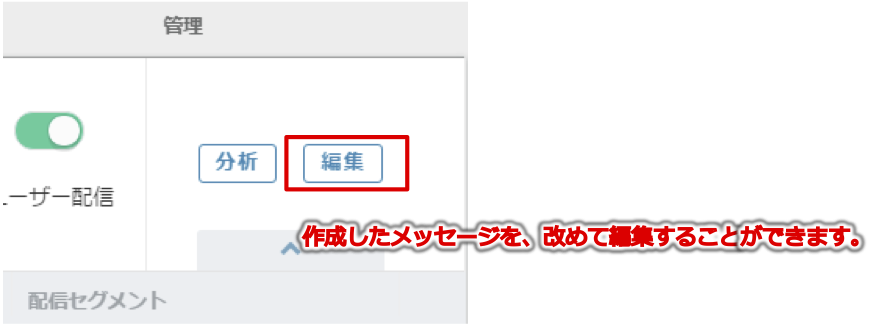 管理
分析
編集
ーザー配信
作成したメッセージを、改めて編集することができます。
配信セグメント